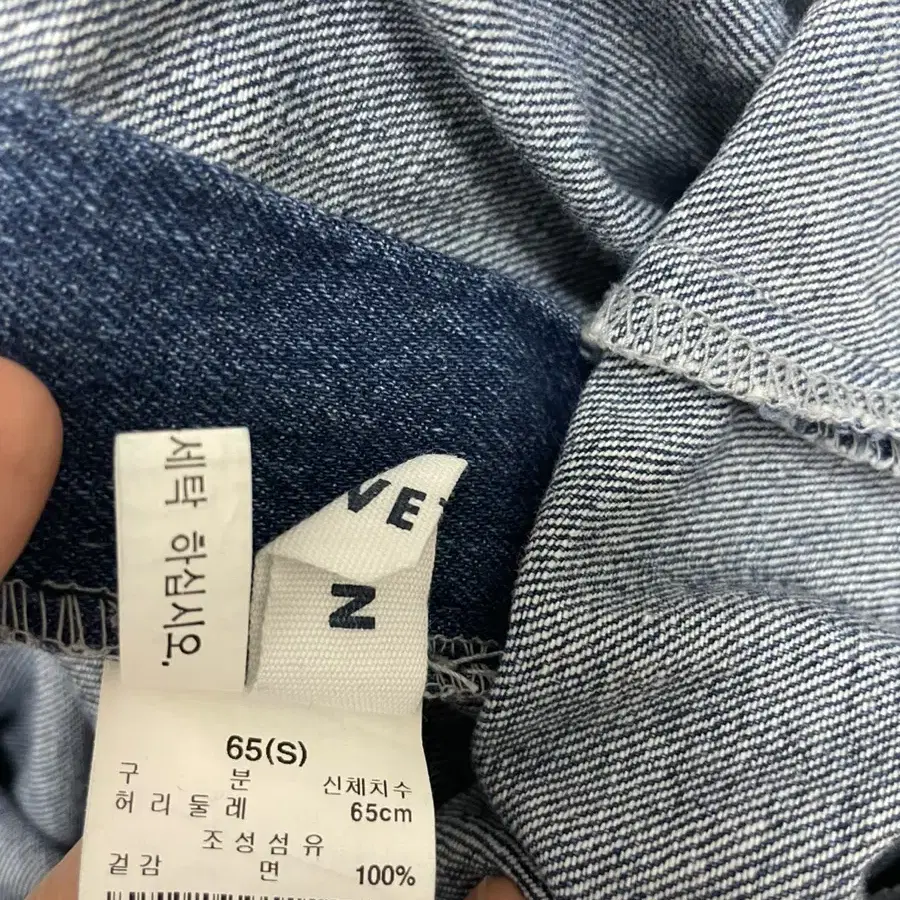 세탁 하십시오.
VE
N
65(S)
구 분 신체치수
허리둘레 65cm
조성섬유
겉감 면 100%